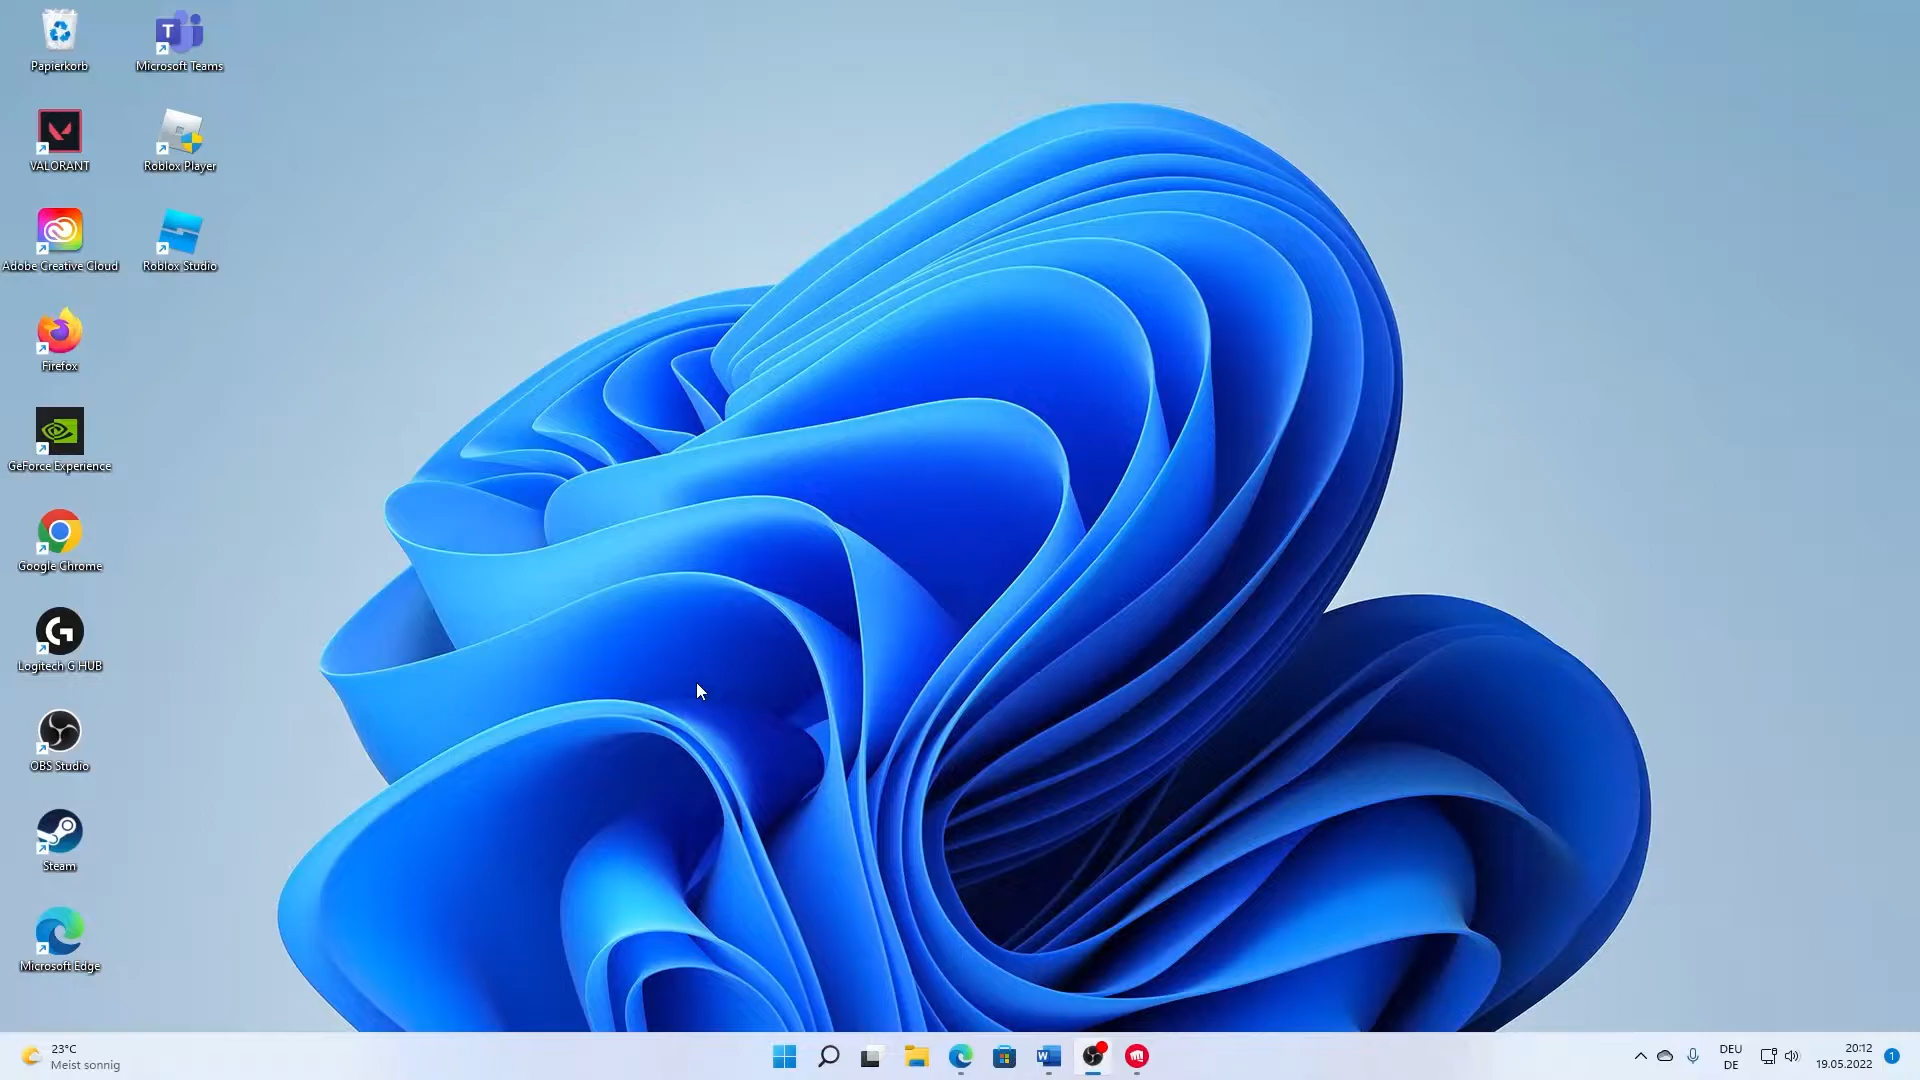 Papierkorb
Microsoft Teams
VALORANT
Roblox Player
Adobe Creative Cloud
Roblox Studio
Firefox
GeForce Experience
Google Chrome
Logitech G HUB
OBS Studio
Steam
Microsoft Edge
23°C
Meist sonnig
DEU
DE
20:12
19.05.2022
1